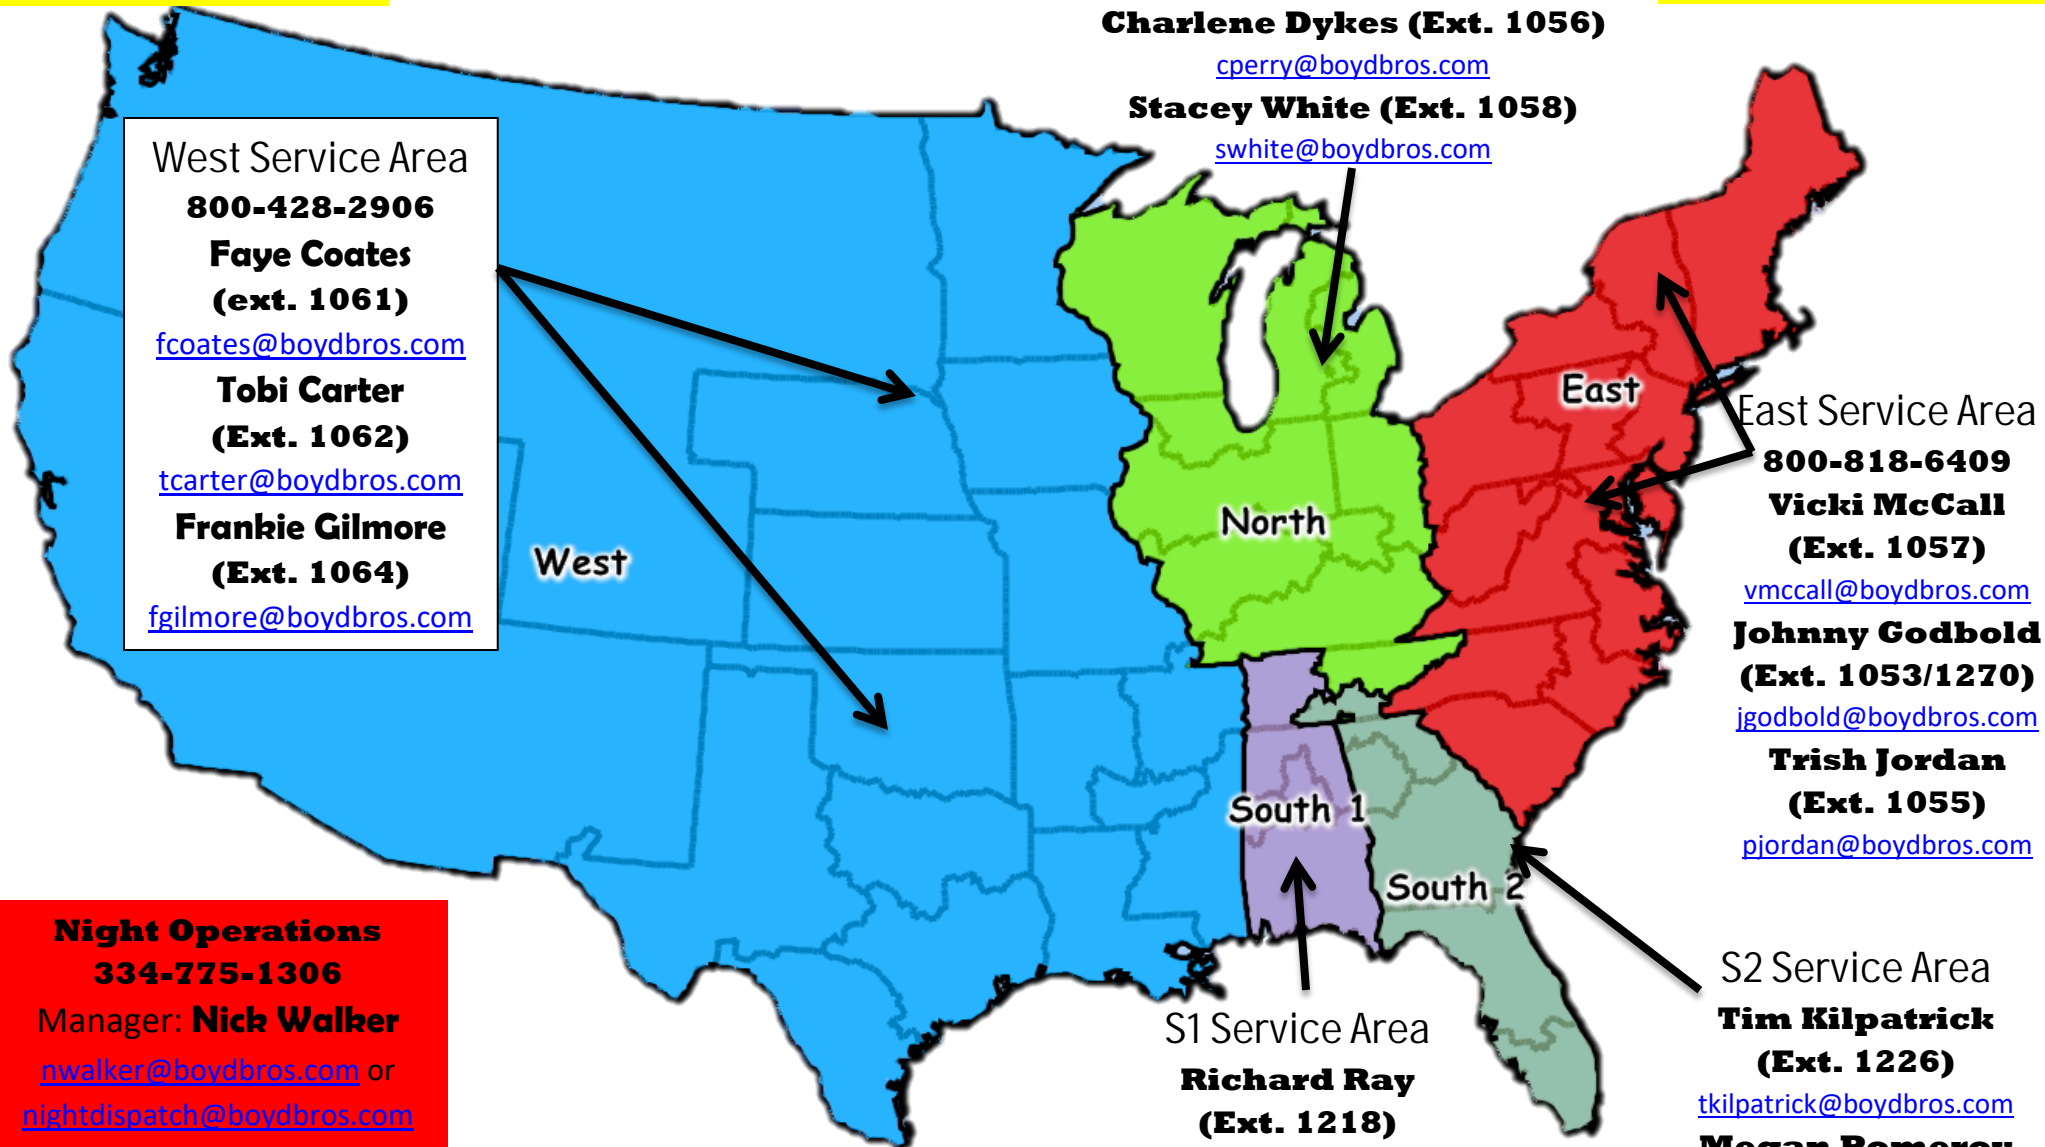 Charlene Dykes (Ext. 1056)
cperry@boydbros.com
Stacey White (Ext. 1058)
swhite@boydbros.com
West Service Area
800-428-2906
Faye Coates
(ext. 1061)
fcoates@boydbros.com
Tobi Carter
(Ext. 1062)
tcarter@boydbros.com
Frankie Gilmore
(Ext. 1064)
fgilmore@boydbros.com
West
North
East
South 1
South 2
East Service Area
800-818-6409
Vicki McCall
(Ext. 1057)
vmccall@boydbros.com
Johnny Godbold
(Ext. 1053/1270)
jgodbold@boydbros.com
Trish Jordan
(Ext. 1055)
pjordan@boydbros.com
Night Operations
334-775-1306
Manager: Nick Walker
nwalker@boydbros.com or
nightdispatch@boydbros.com
S1 Service Area
Richard Ray
(Ext. 1218)
S2 Service Area
Tim Kilpatrick
(Ext. 1226)
tkilpatrick@boydbros.com
Megan Pomeroy